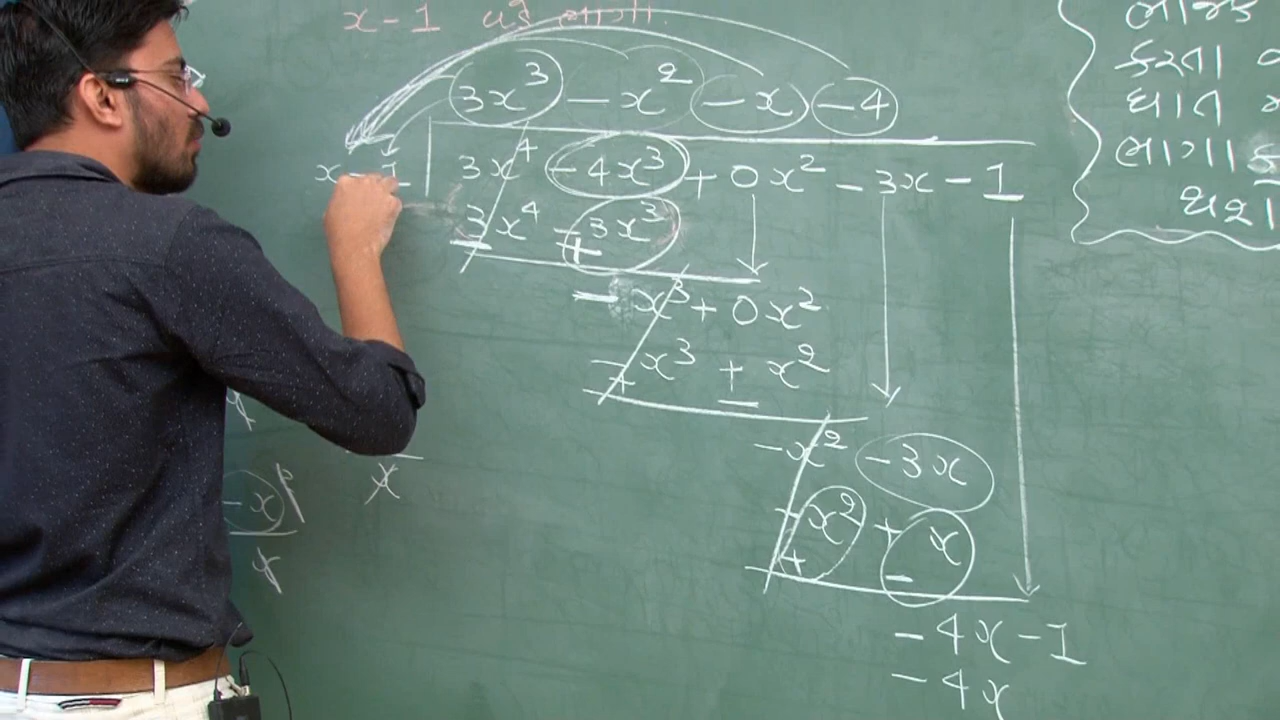 x - 1 વડે ભાગો.
3x³ - x² - x - 4
x - 1
3x⁴ - 4x³ + 0x² - 3x - 1
3x⁴ - 3x³
- +
- x³ + 0x²
- x³ + x²
+ -
- x² - 3x
- x² + x
+ -
- 4x - 1
- 4x
x
- x
x
ભાજક
કરતા
ઘાત
ભાગાકાર